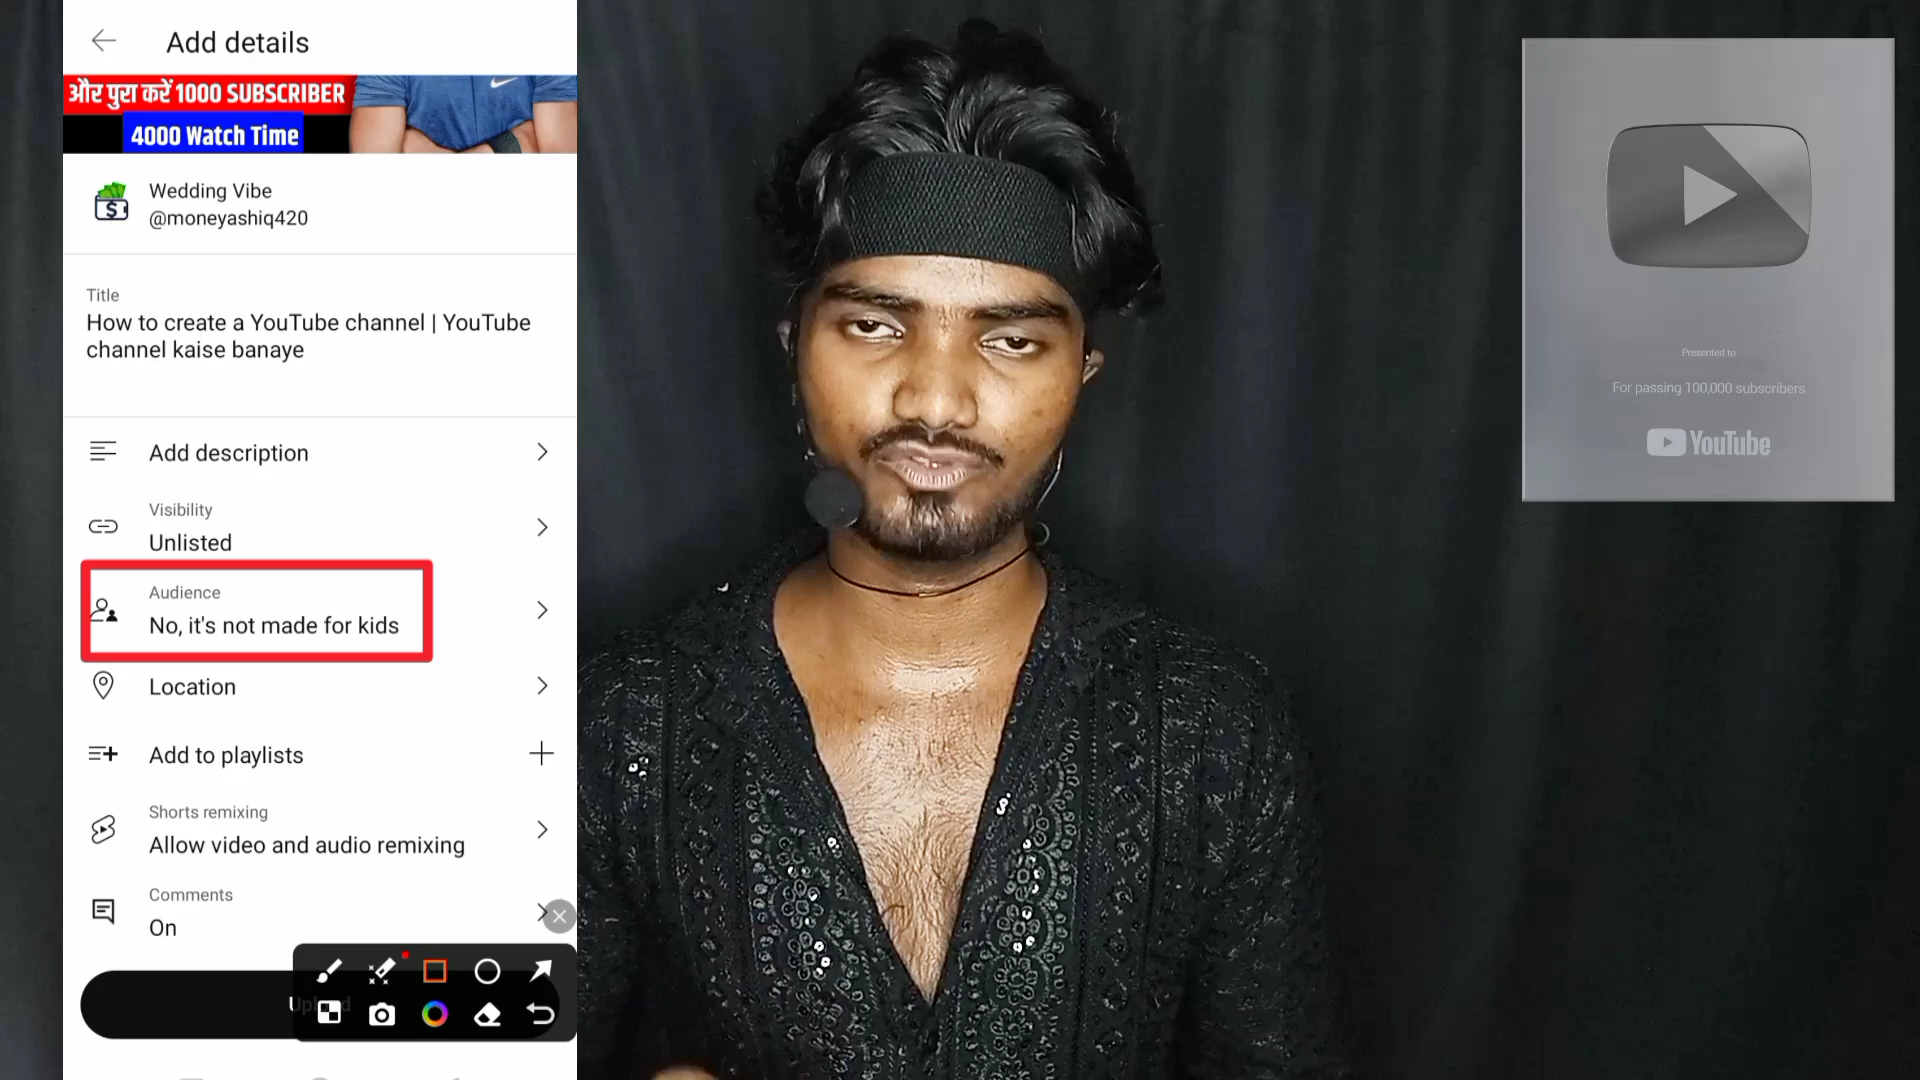 Add details
और पुरा करें 1000 SUBSCRIBER
4000 Watch Time
Wedding Vibe
@moneyashiq420
Title
How to create a YouTube channel | YouTube
channel kaise banaye
Add description
Visibility
Unlisted
Audience
No, it's not made for kids
Location
Add to playlists
Shorts remixing
Allow video and audio remixing
Comments
On
Presented to
For passing 100,000 subscribers
YouTube